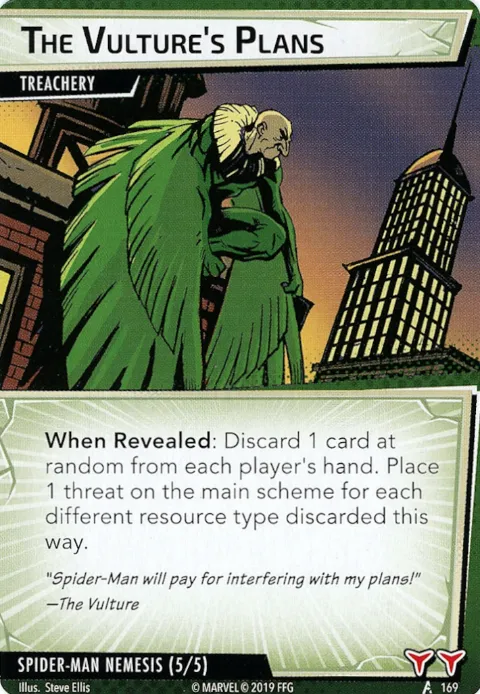 THE VULTURE'S PLANS
TREACHERY
When Revealed: Discard 1 card at
random from each player's hand. Place
1 threat on the main scheme for each
different resource type discarded this
way.
"Spider-Man will pay for interfering with my plans!"
—The Vulture
SPIDER-MAN NEMESIS (5/5)
Illus. Steve Ellis
© MARVEL © 2019 FFG
169